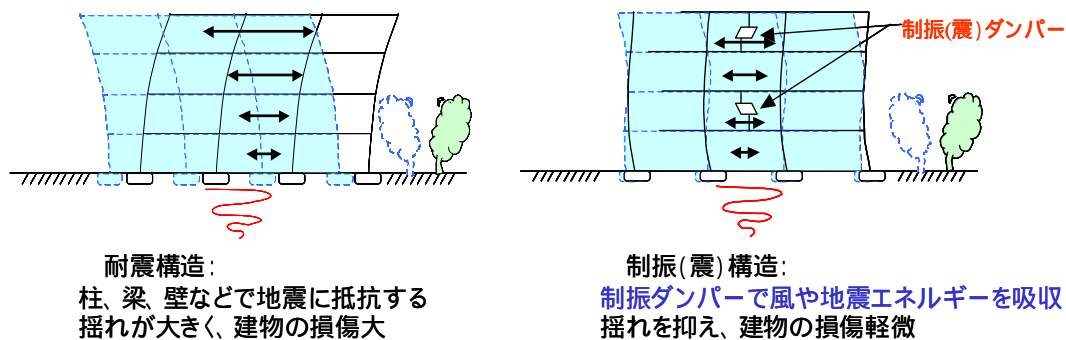 制振(震)ダンパー
耐震構造:
柱、梁、壁などで地震に抵抗する
揺れが大きく、建物の損傷大
制振(震)構造:
制振ダンパーで風や地震エネルギーを吸収
揺れを抑え、建物の損傷軽微